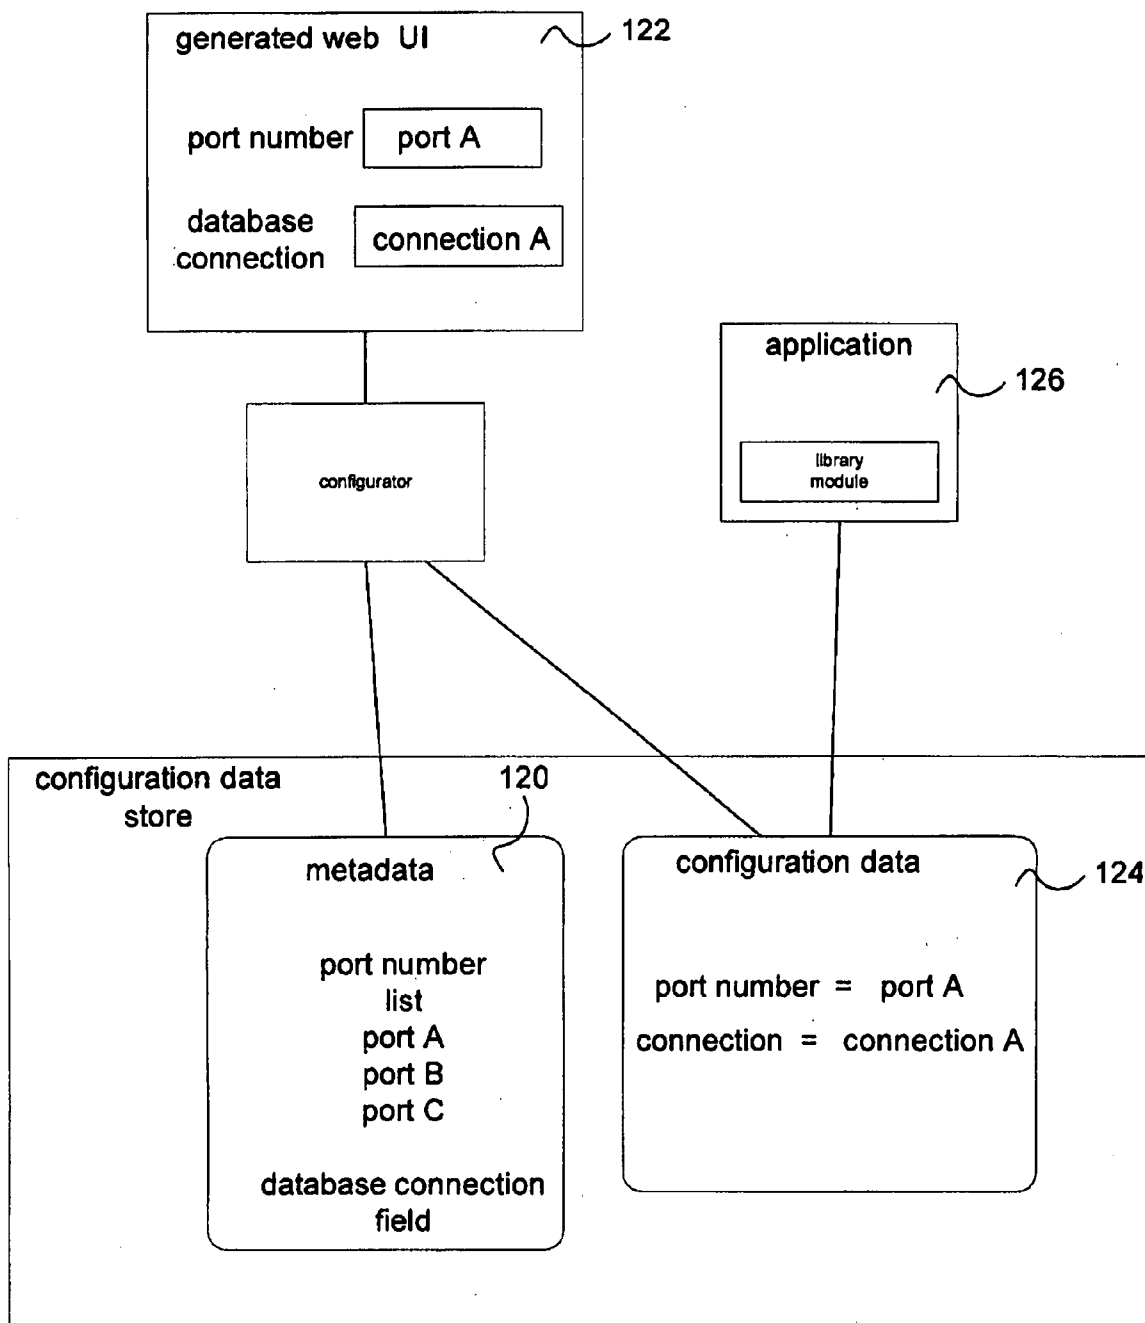 generated web UI
122
port number
port A
database
connection
connection A
application
126
library
module
configurator
configuration data
store
120
metadata
port number
list
port A
port B
port C
database connection
field
configuration data
124
port number = port A
connection = connection A